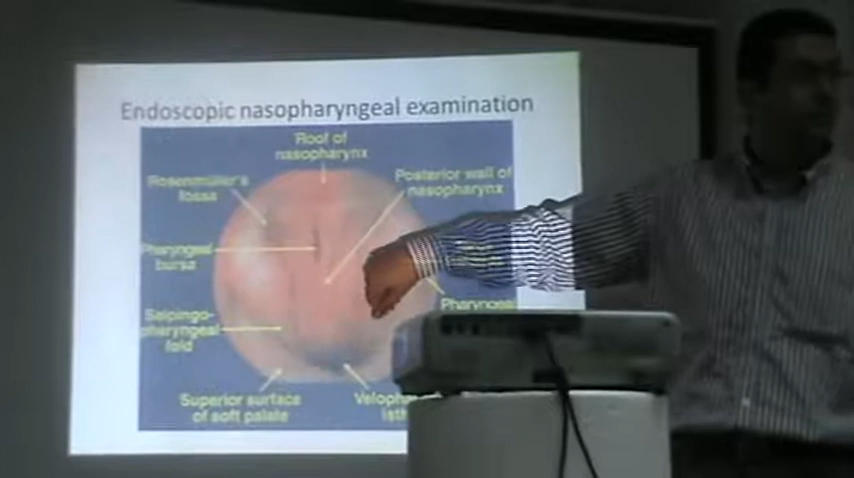 Endoscopic nasopharyngeal examination
Roof of
nasopharynx
Rosenmüller's
fossa
Posterior wall of
nasopharynx
Pharyngeal
bursa
Salpingo-
pharyngeal
fold
Pharyngeal
Superior surface
of soft palate